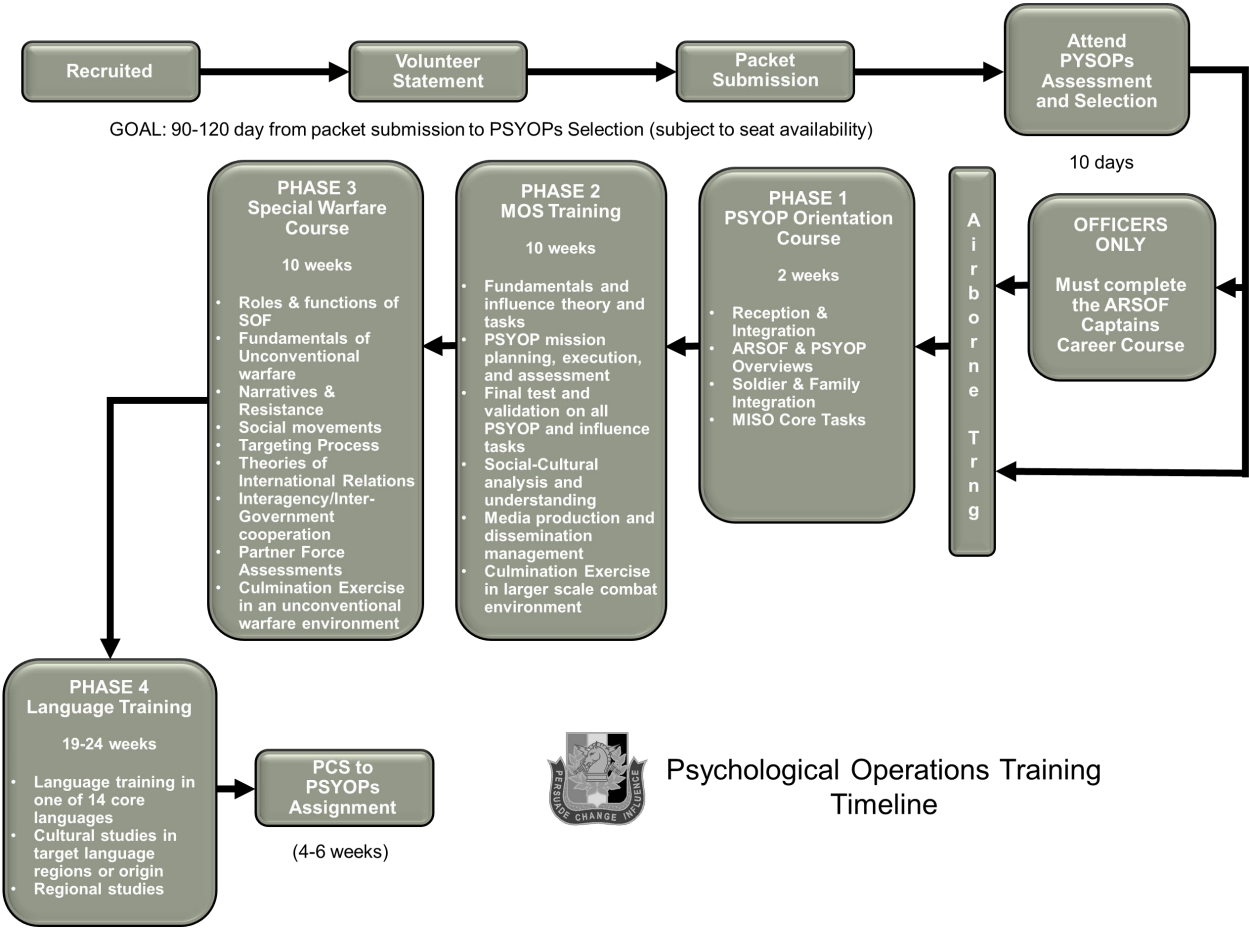 Recruited
Volunteer
Statement
Packet
Submission
Attend
PYSOPs
Assessment
and Selection
GOAL: 90-120 day from packet submission to PSYOPs Selection (subject to seat availability)
10 days
OFFICERS
ONLY
Must complete
the ARSOF
Captains
Career Course
Airborne Trng
PHASE 1
PSYOP Orientation
Course
2 weeks
• Reception &
Integration
• ARSOF & PSYOP
Overviews
• Soldier & Family
Integration
• MISO Core Tasks
PHASE 2
MOS Training
10 weeks
• Fundamentals and
influence theory and
tasks
• PSYOP mission
planning, execution,
and assessment
• Final test and
validation on all
PSYOP and influence
tasks
• Social-Cultural
analysis and
understanding
• Media production and
dissemination
management
• Culmination Exercise
in larger scale combat
environment
PHASE 3
Special Warfare
Course
10 weeks
• Roles & functions of
SOF
• Fundamentals of
Unconventional
warfare
• Narratives &
Resistance
• Social movements
• Targeting Process
• Theories of
International Relations
• Interagency/Inter-
Government
cooperation
• Partner Force
Assessments
• Culmination Exercise
in an unconventional
warfare environment
PHASE 4
Language Training
19-24 weeks
• Language training in
one of 14 core
languages
• Cultural studies in
target language
regions or origin
• Regional studies
PCS to
PSYOPs
Assignment
(4-6 weeks)
PERSUADE CHANGE INFLUENCE
Psychological Operations Training
Timeline